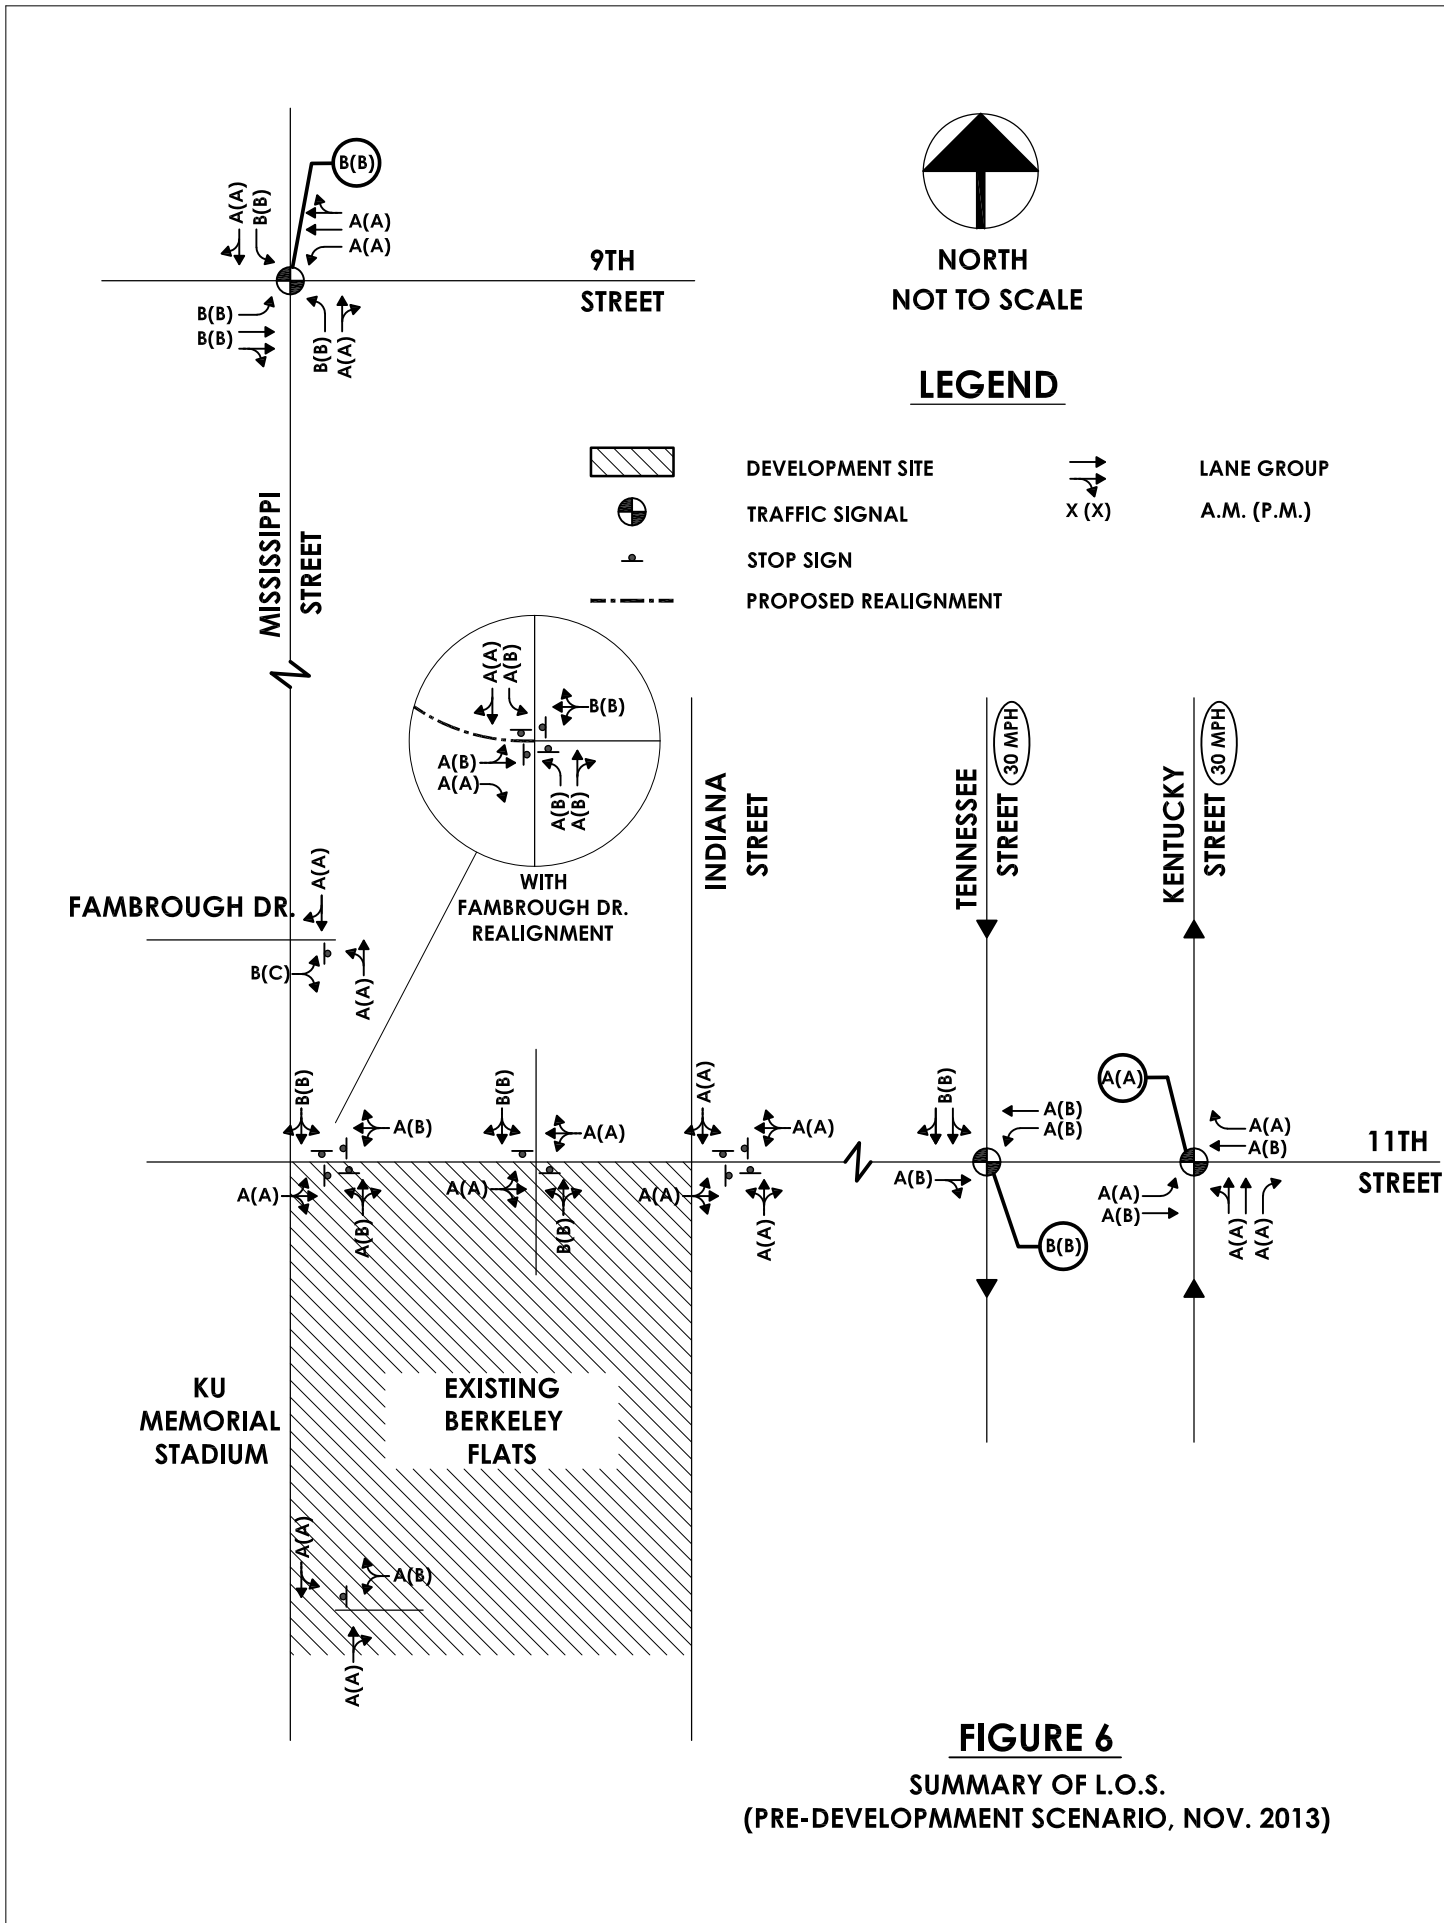 B(B)
A(A)
B(B)
A(A)
A(A)
9TH
STREET
B(B)
B(B)
B(B)
A(A)
NORTH
NOT TO SCALE
LEGEND
DEVELOPMENT SITE
LANE GROUP
TRAFFIC SIGNAL
X (X)
A.M. (P.M.)
STOP SIGN
PROPOSED REALIGNMENT
MISSISSIPPI
STREET
A(A)
A(B)
B(B)
A(B)
A(A)
A(B)
A(B)
WITH
FAMBROUGH DR.
REALIGNMENT
INDIANA
STREET
TENNESSEE
STREET
30 MPH
KENTUCKY
STREET
30 MPH
FAMBROUGH DR.
A(A)
B(C)
A(A)
B(B)
A(B)
A(A)
A(B)
B(B)
A(A)
A(A)
B(B)
A(A)
A(A)
A(A)
A(A)
B(B)
A(B)
A(B)
A(B)
B(B)
A(A)
A(A)
A(B)
A(A)
A(B)
A(A)
A(A)
11TH
STREET
KU
MEMORIAL
STADIUM
EXISTING
BERKELEY
FLATS
A(A)
A(B)
A(A)
FIGURE 6
SUMMARY OF L.O.S.
(PRE-DEVELOPMMENT SCENARIO, NOV. 2013)